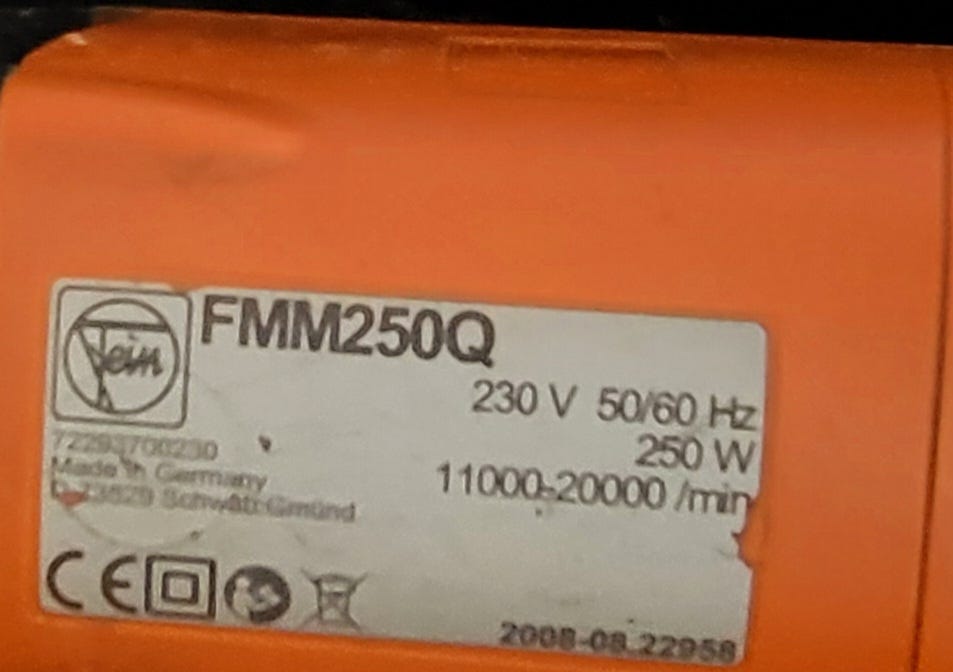 Fein
FMM250Q
230 V 50/60 Hz
250 W
11000-20000 /min
72293700230
Made in Germany
D-73529 Schwäb.Gmünd
CE
2008-08 22958